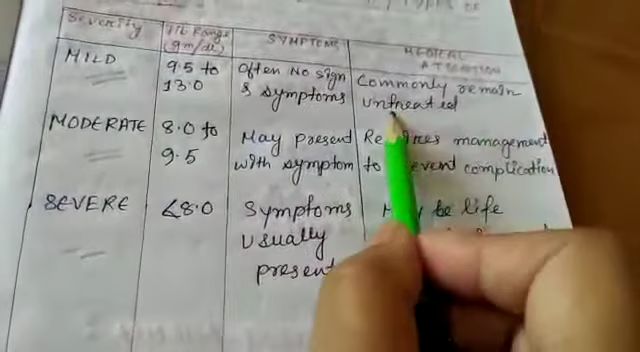 Severity Hb Range (gm/dl) SYMPTOMS MEDICAL ATTENTION
MILD 9.5 to 13.0 Often No sign & symptoms Commonly remain untreated
MODERATE 8.0 to 9.5 May present with symptom management to complication
SEVERE <8.0 Symptoms usually present be life